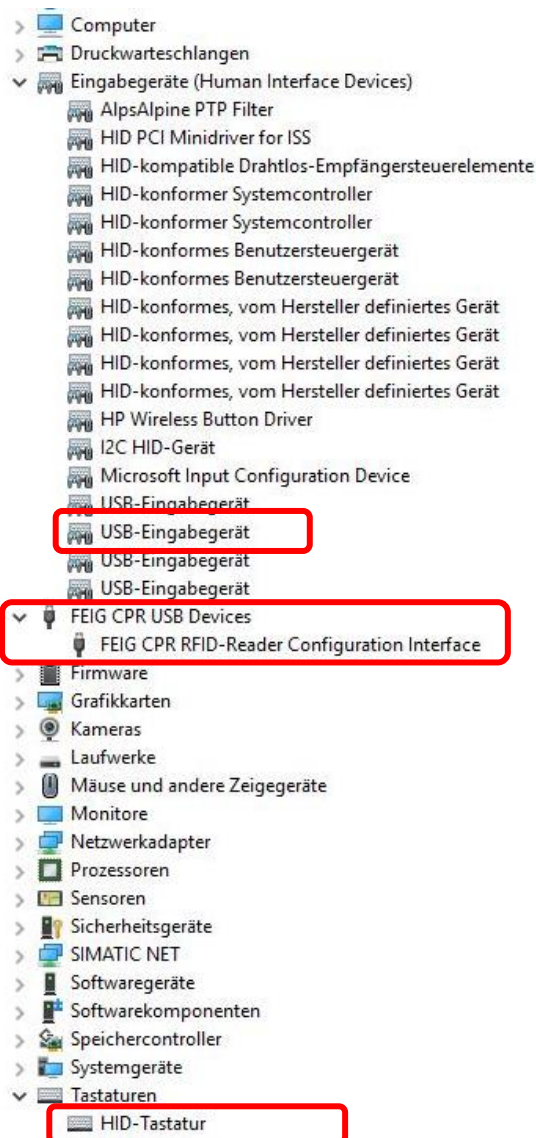 Computer
Druckwarteschlangen
Eingabegeräte (Human Interface Devices)
AlpsAlpine PTP Filter
HID PCI Minidriver for ISS
HID-kompatible Drahtlos-Empfängersteuerelemente
HID-konformer Systemcontroller
HID-konformer Systemcontroller
HID-konformes Benutzersteuergerät
HID-konformes Benutzersteuergerät
HID-konformes, vom Hersteller definiertes Gerät
HID-konformes, vom Hersteller definiertes Gerät
HID-konformes, vom Hersteller definiertes Gerät
HID-konformes, vom Hersteller definiertes Gerät
HP Wireless Button Driver
I2C HID-Gerät
Microsoft Input Configuration Device
USB-Eingabegerät
USB-Eingabegerät
USB-Eingabegerät
USB-Eingabegerät
FEIG CPR USB Devices
FEIG CPR RFID-Reader Configuration Interface
Firmware
Grafikkarten
Kameras
Laufwerke
Mäuse und andere Zeigegeräte
Monitore
Netzwerkadapter
Prozessoren
Sensoren
Sicherheitsgeräte
SIMATIC NET
Softwaregeräte
Softwarekomponenten
Speichercontroller
Systemgeräte
Tastaturen
HID-Tastatur